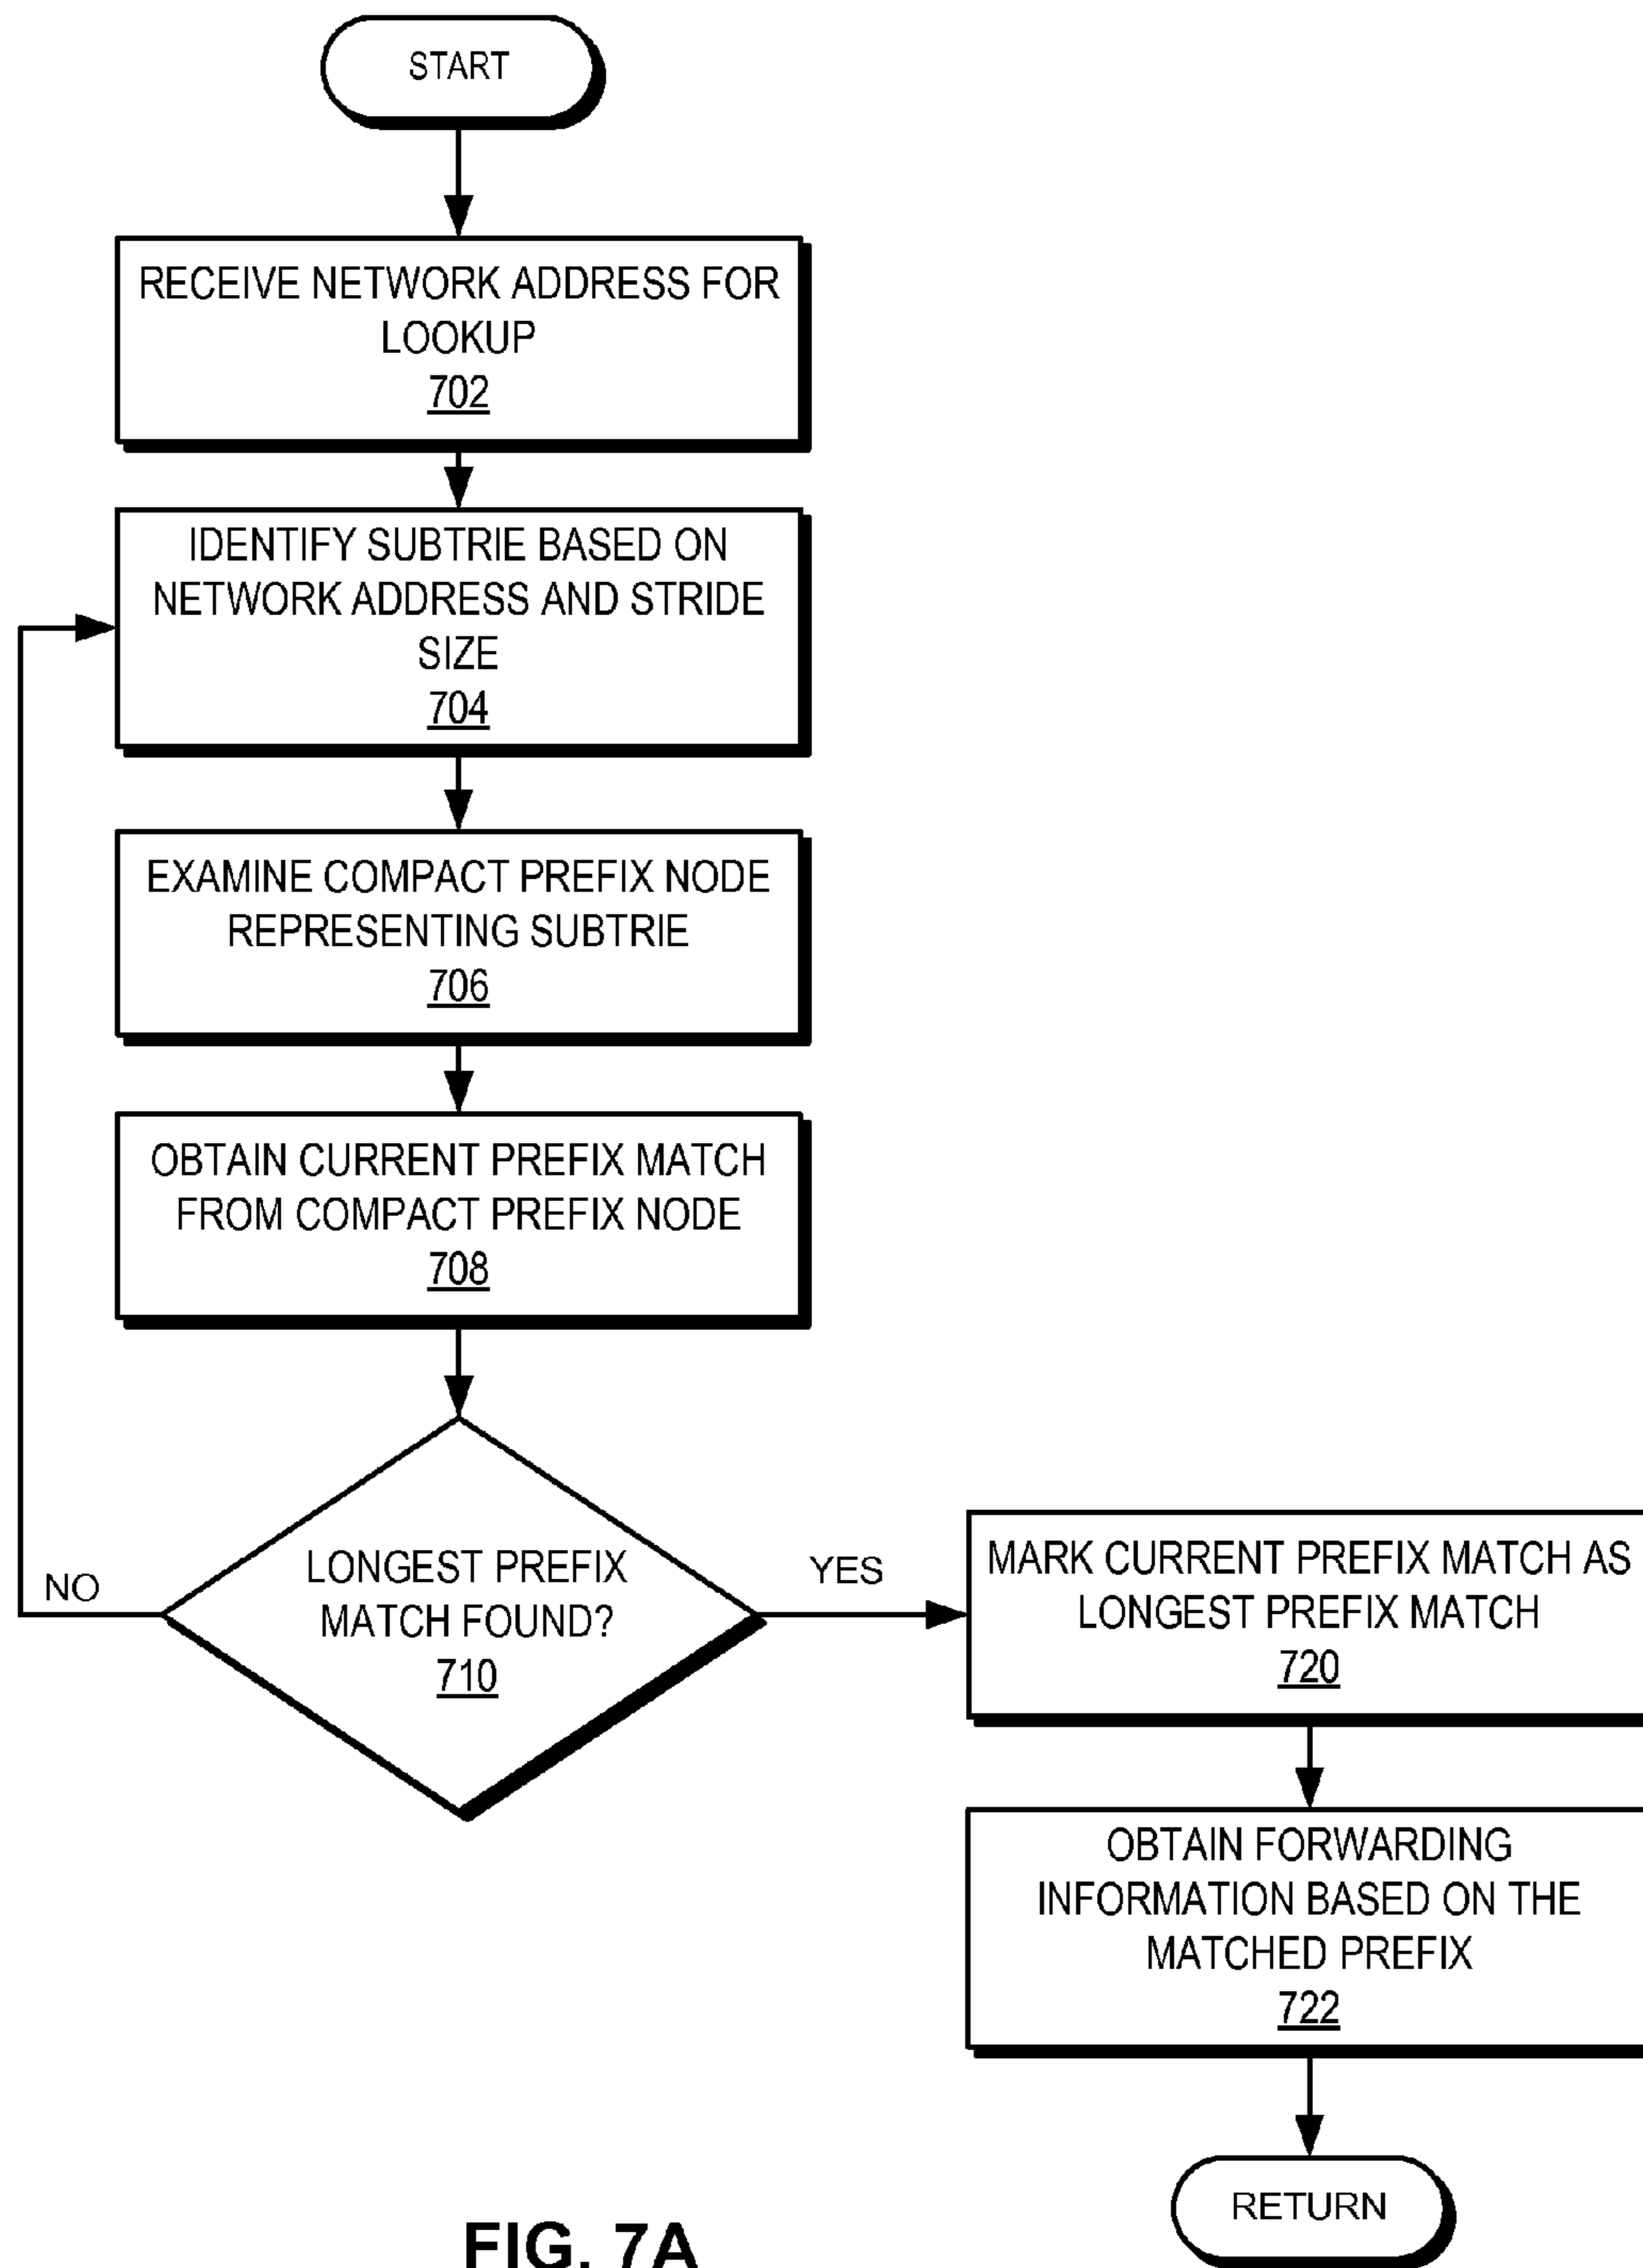 START
RECEIVE NETWORK ADDRESS FOR
LOOKUP
702
IDENTIFY SUBTRIE BASED ON
NETWORK ADDRESS AND STRIDE
SIZE
704
EXAMINE COMPACT PREFIX NODE
REPRESENTING SUBTRIE
706
OBTAIN CURRENT PREFIX MATCH
FROM COMPACT PREFIX NODE
708
LONGEST PREFIX
MATCH FOUND?
710
NO
YES
MARK CURRENT PREFIX MATCH AS
LONGEST PREFIX MATCH
720
OBTAIN FORWARDING
INFORMATION BASED ON THE
MATCHED PREFIX
722
RETURN
FIG. 7A